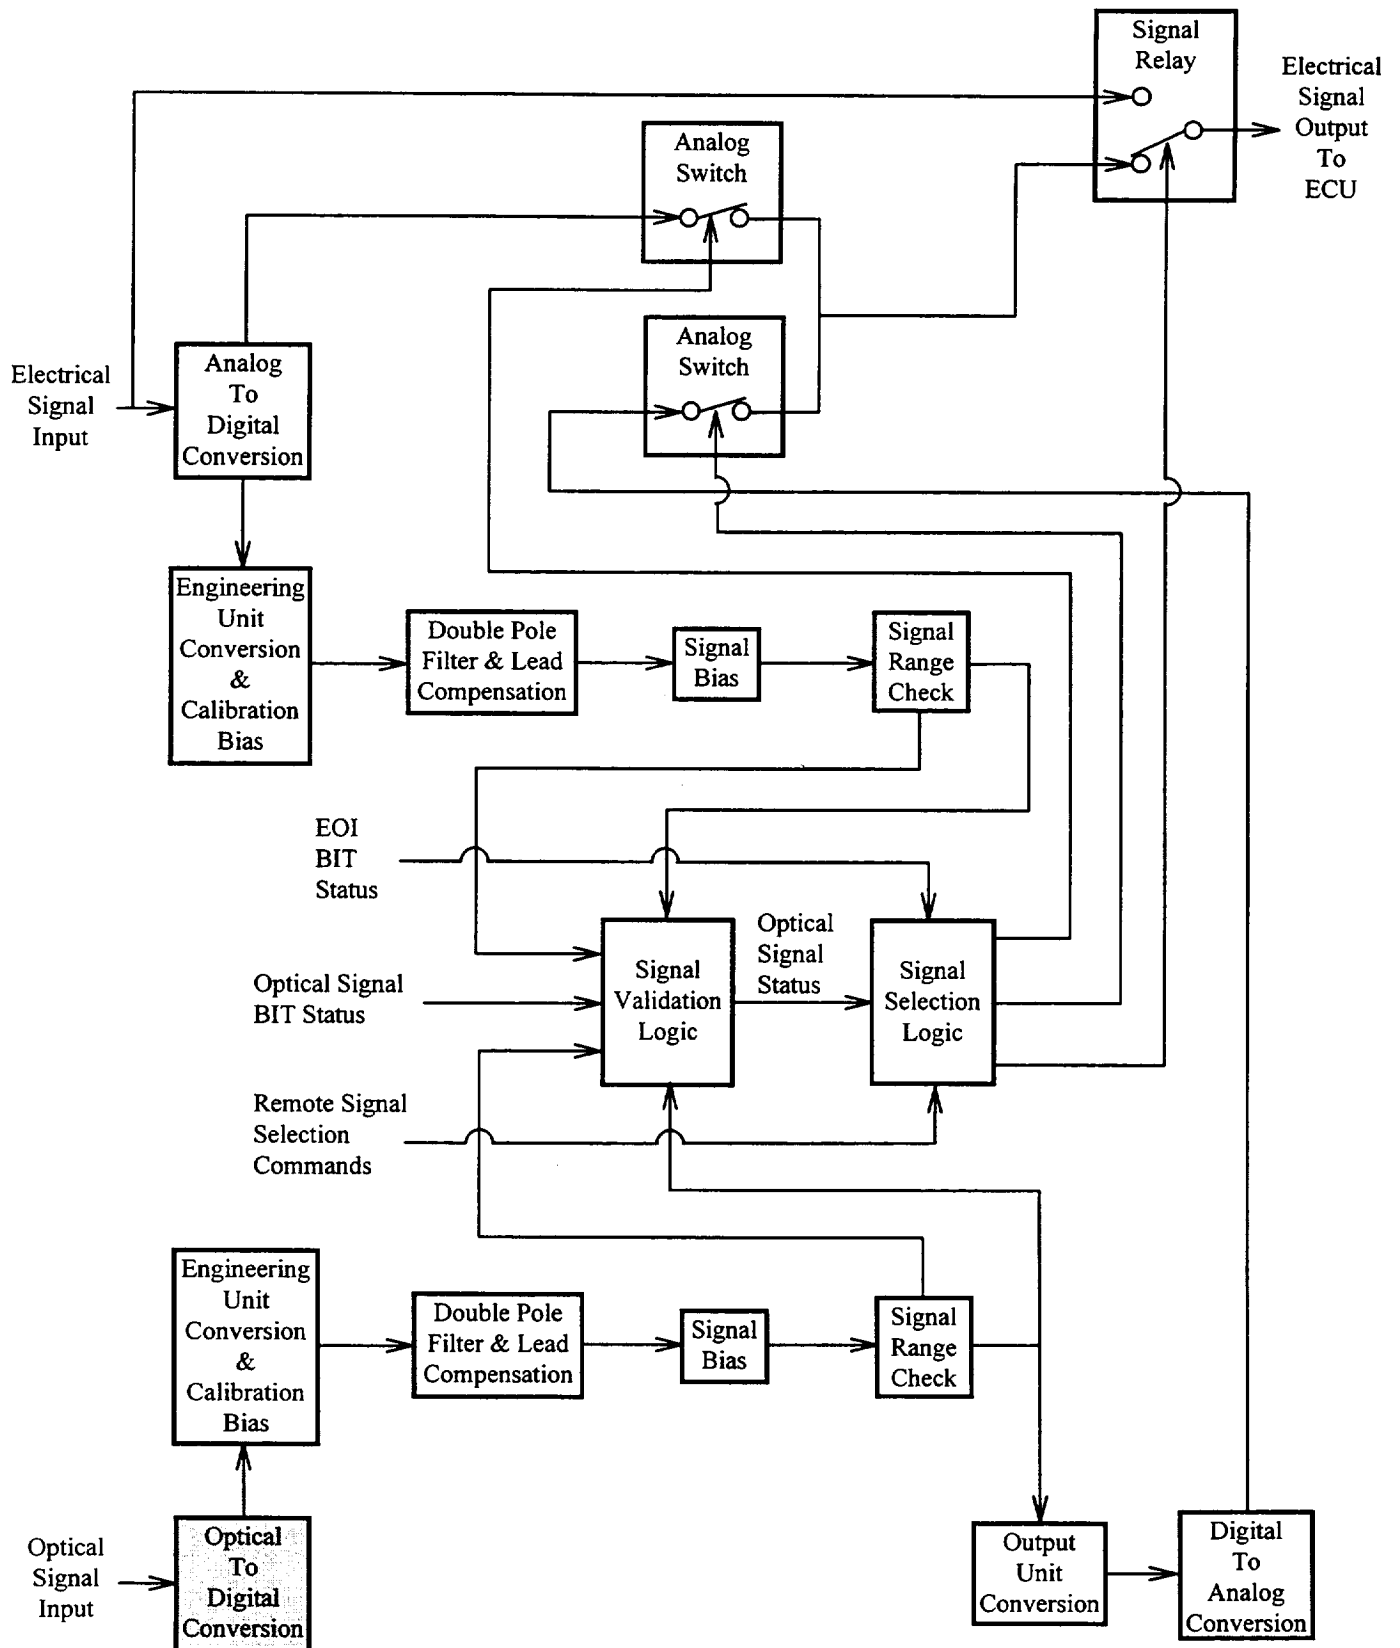 Signal
Relay
Electrical
Signal
Output
To
ECU
Analog
Switch
Analog
Switch
Electrical
Signal
Input
Analog
To
Digital
Conversion
Engineering
Unit
Conversion
&
Calibration
Bias
Double Pole
Filter & Lead
Compensation
Signal
Bias
Signal
Range
Check
EOI
BIT
Status
Optical Signal
BIT Status
Signal
Validation
Logic
Optical
Signal
Status
Signal
Selection
Logic
Remote Signal
Selection
Commands
Engineering
Unit
Conversion
&
Calibration
Bias
Double Pole
Filter & Lead
Compensation
Signal
Bias
Signal
Range
Check
Optical
Signal
Input
Optical
To
Digital
Conversion
Output
Unit
Conversion
Digital
To
Analog
Conversion